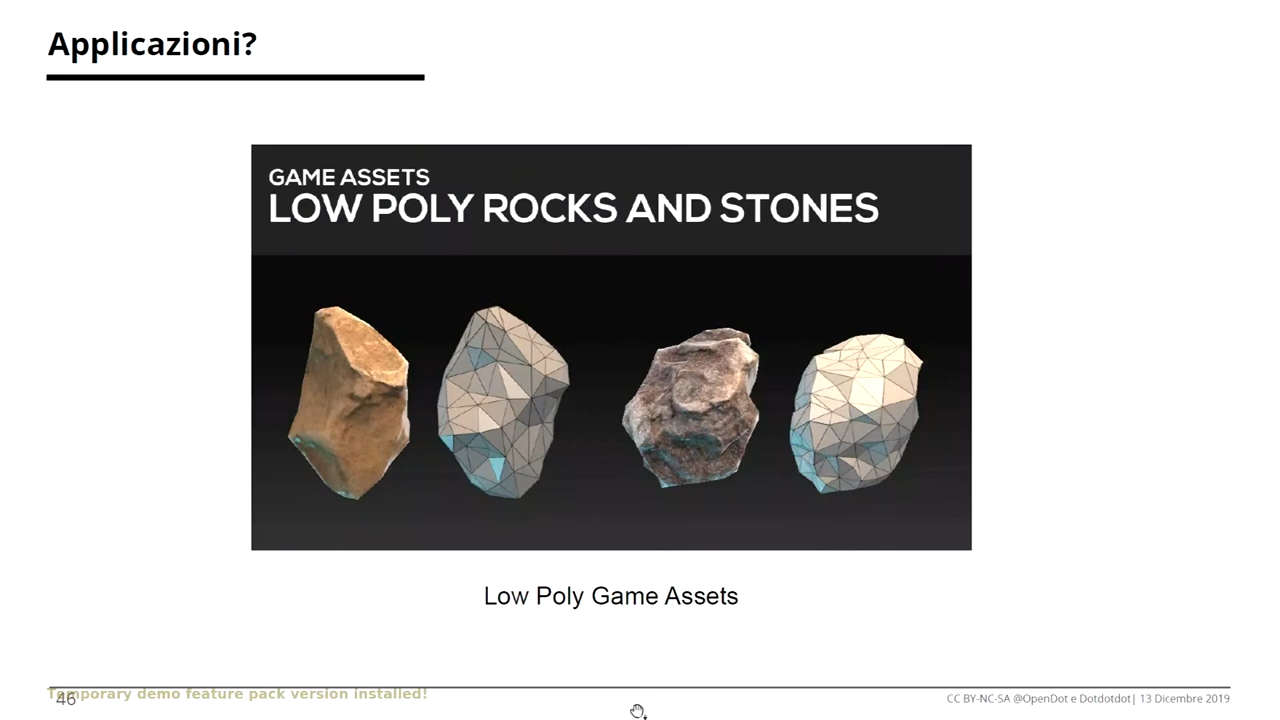 Applicazioni?
GAME ASSETS
LOW POLY ROCKS AND STONES
Low Poly Game Assets
Temporary demo feature pack version installed!
46
CC BY-NC-SA @OpenDot e Dotdotdot| 13 Dicembre 2019